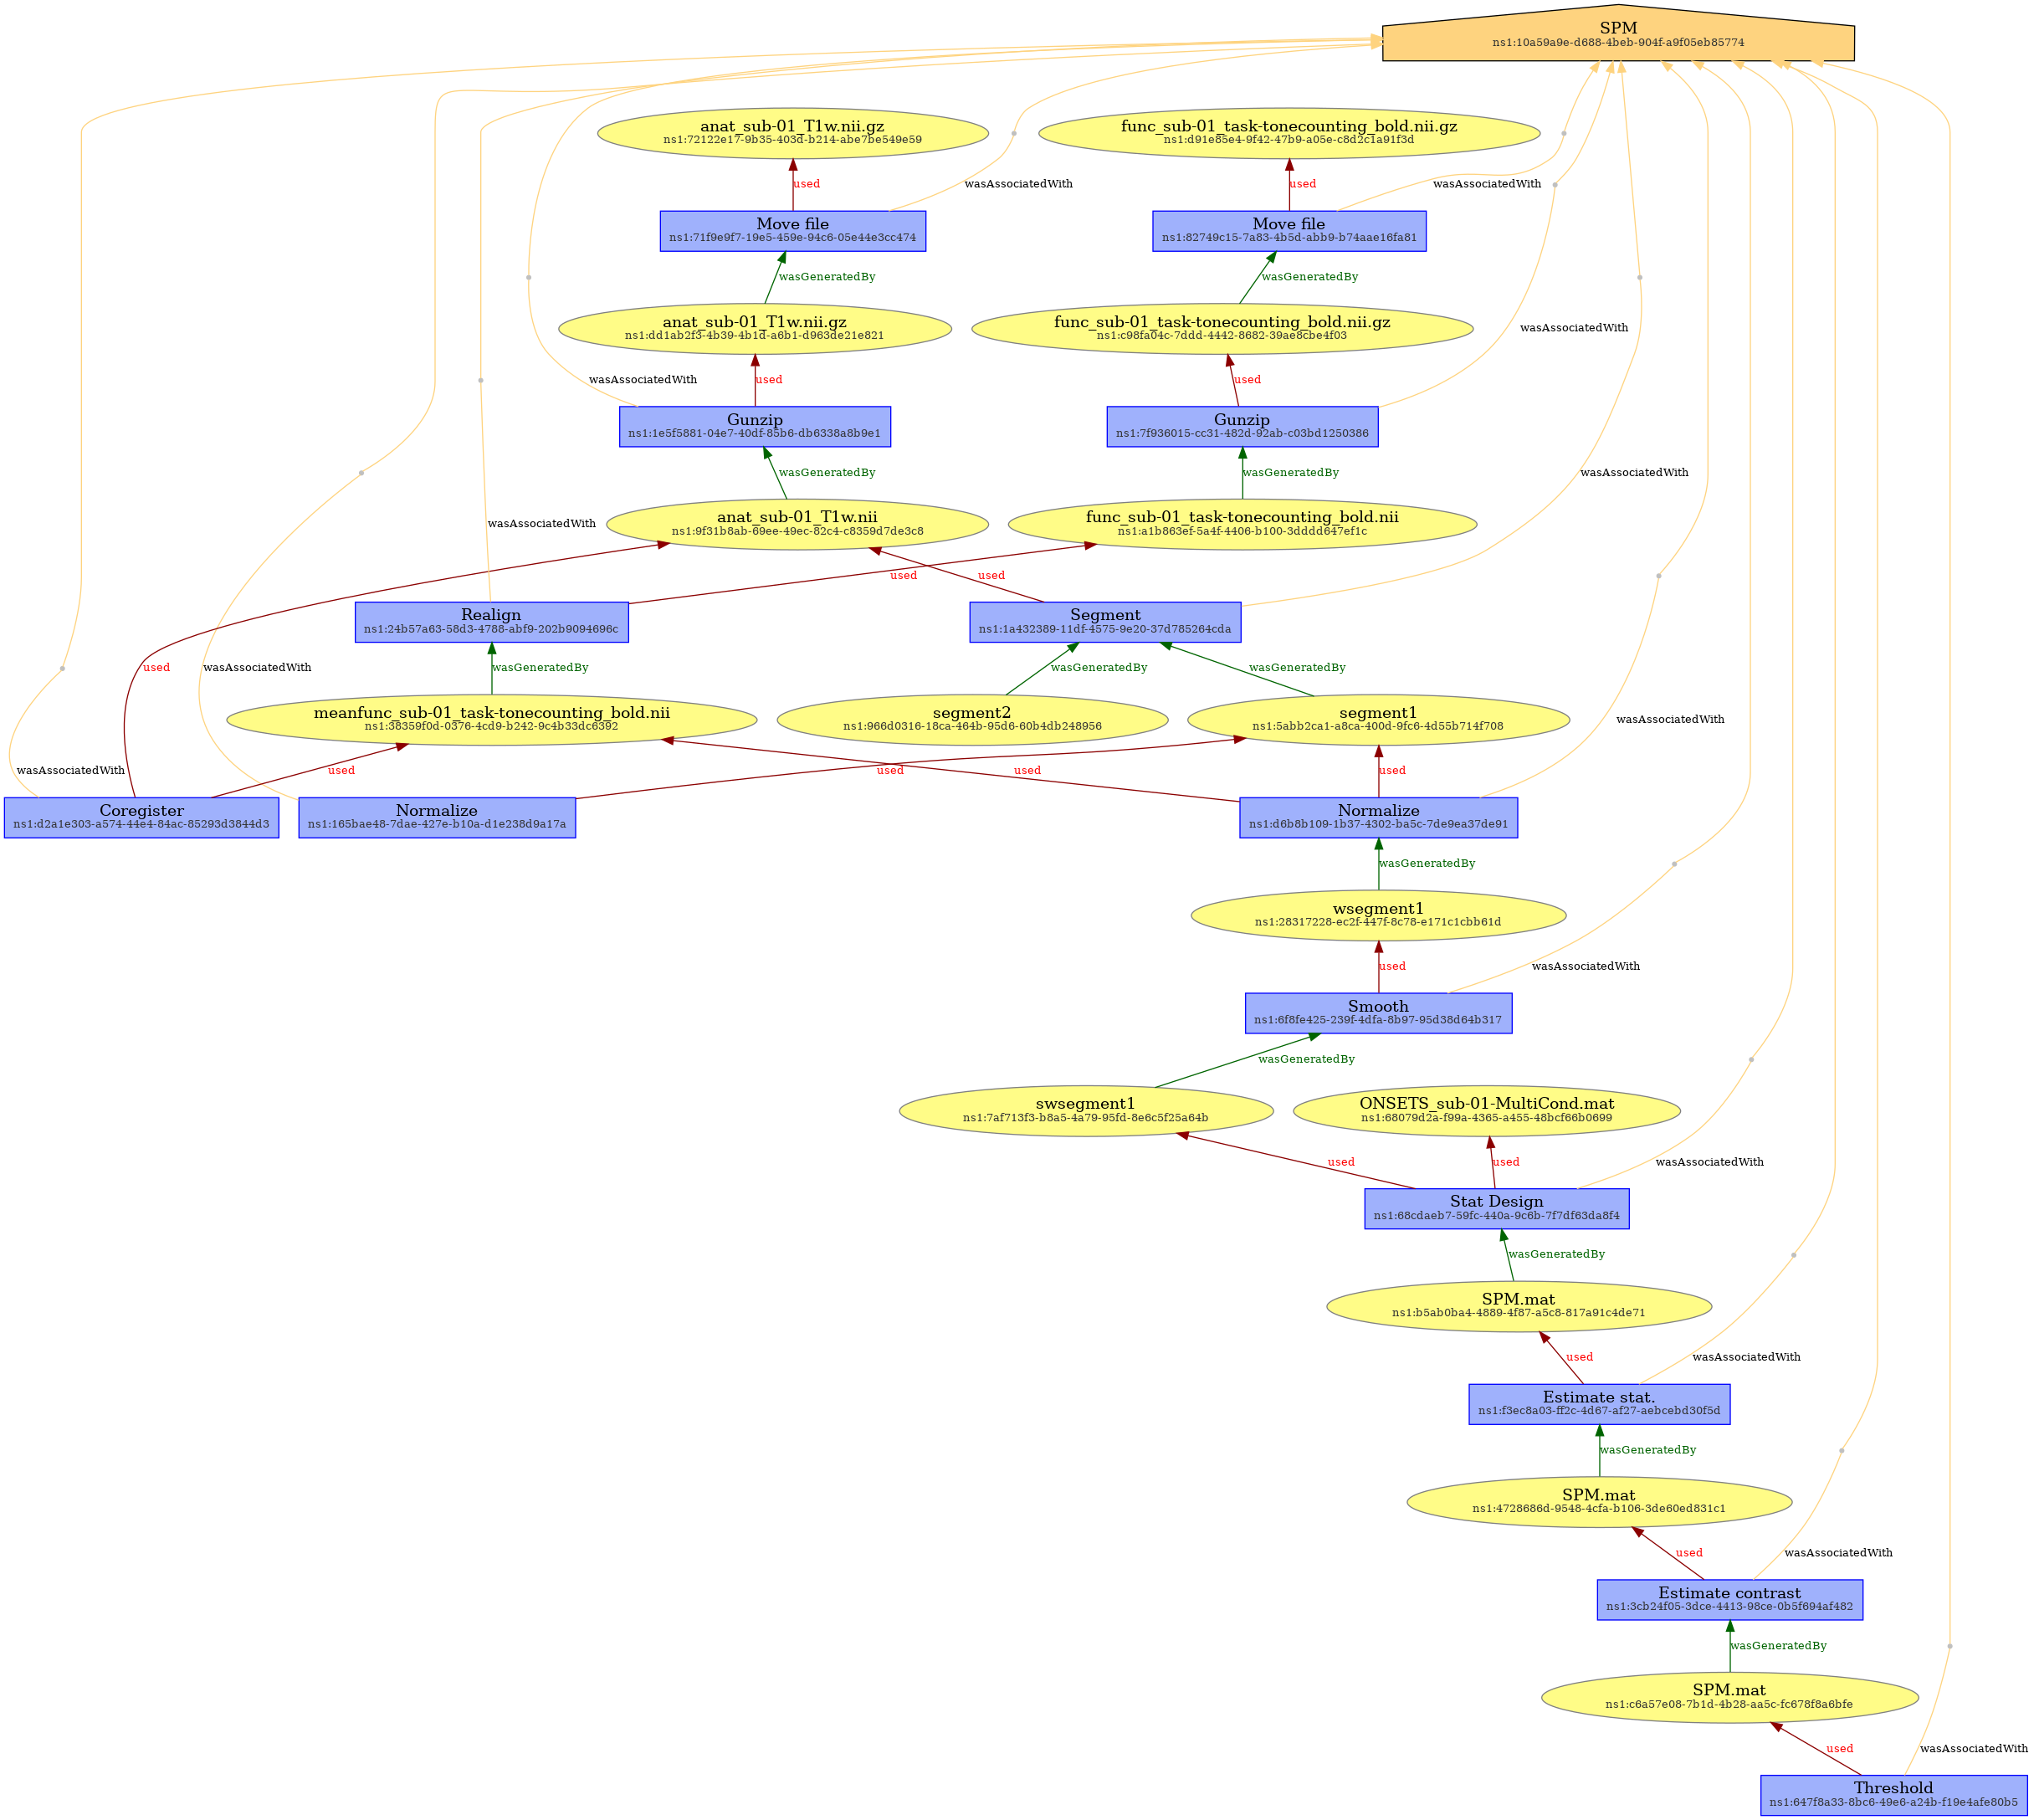 SPM
ns1:10a59a9e-d688-4beb-904f-a9f05eb85774
anat_sub-01_T1w.nii.gz
ns1:72122e17-9b35-403d-b214-abe7be549e59
func_sub-01_task-tonecounting_bold.nii.gz
ns1:d91e85e4-9f42-47b9-a05e-c8d2c1a91f3d
used
wasAssociatedWith
used
wasAssociatedWith
Move file
ns1:71f9e9f7-19e5-459e-94c6-05e44e3cc474
Move file
ns1:82749c15-7a83-4b5d-abb9-b74aae16fa81
wasGeneratedBy
wasGeneratedBy
anat_sub-01_T1w.nii.gz
ns1:dd1ab2f3-4b39-4b1d-a6b1-d963de21e821
func_sub-01_task-tonecounting_bold.nii.gz
ns1:c98fa04c-7ddd-4442-8682-39ae8cbe4f03
wasAssociatedWith
wasAssociatedWith
used
used
Gunzip
ns1:1e5f5881-04e7-40df-85b6-db6338a8b9e1
Gunzip
ns1:7f936015-cc31-482d-92ab-c03bd1250386
wasGeneratedBy
wasGeneratedBy
wasAssociatedWith
wasAssociatedWith
anat_sub-01_T1w.nii
ns1:9f31b8ab-69ee-49ec-82c4-c8359d7de3c8
func_sub-01_task-tonecounting_bold.nii
ns1:a1b863ef-5a4f-4406-b100-3dddd647ef1c
used
used
Realign
ns1:24b57a63-58d3-4788-abf9-202b9094696c
Segment
ns1:1a432389-11df-4575-9e20-37d785264cda
used
wasAssociatedWith
wasGeneratedBy
wasGeneratedBy
wasGeneratedBy
meanfunc_sub-01_task-tonecounting_bold.nii
ns1:38359f0d-0376-4cd9-b242-9c4b33dc6392
segment2
ns1:966d0316-18ca-464b-95d6-60b4db248956
segment1
ns1:5abb2ca1-a8ca-400d-9fc6-4d55b714f708
wasAssociatedWith
wasAssociatedWith
used
used
used
used
Coregister
ns1:d2a1e303-a574-44e4-84ac-85293d3844d3
Normalize
ns1:165bae48-7dae-427e-b10a-d1e238d9a17a
Normalize
ns1:d6b8b109-1b37-4302-ba5c-7de9ea37de91
wasGeneratedBy
wsegment1
ns1:28317228-ec2f-447f-8c78-e171c1cbb61d
used
wasAssociatedWith
Smooth
ns1:6f8fe425-239f-4dfa-8b97-95d38d64b317
wasGeneratedBy
swsegment1
ns1:7af713f3-b8a5-4a79-95fd-8e6c5f25a64b
ONSETS_sub-01-MultiCond.mat
ns1:68079d2a-f99a-4365-a455-48bcf66b0699
used
used
wasAssociatedWith
Stat Design
ns1:68cdaeb7-59fc-440a-9c6b-7f7df63da8f4
wasGeneratedBy
SPM.mat
ns1:b5ab0ba4-4889-4f87-a5c8-817a91c4de71
used
wasAssociatedWith
Estimate stat.
ns1:f3ec8a03-ff2c-4d67-af27-aebcebd30f5d
wasGeneratedBy
SPM.mat
ns1:4728686d-9548-4cfa-b106-3de60ed831c1
used
wasAssociatedWith
Estimate contrast
ns1:3cb24f05-3dce-4413-98ce-0b5f694af482
wasGeneratedBy
SPM.mat
ns1:c6a57e08-7b1d-4b28-aa5c-fc678f8a6bfe
used
wasAssociatedWith
Threshold
ns1:647f8a33-8bc6-49e6-a24b-f19e4afe80b5